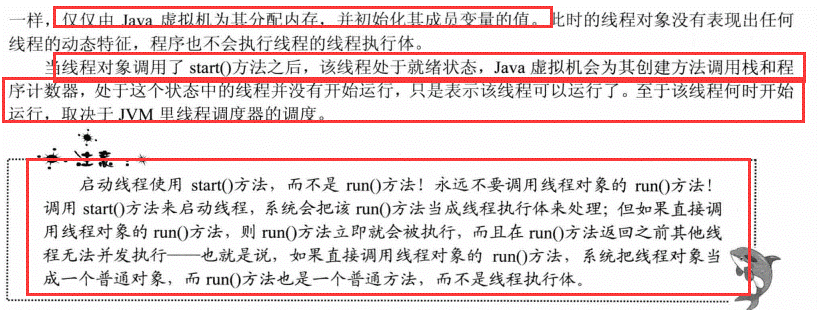 一样，仅仅由 Java 虚拟机为其分配内存，并初始化其成员变量的值。此时的线程对象没有表现出任何
线程的动态特征，程序也不会执行线程的线程执行体。
当线程对象调用了 start()方法之后，该线程处于就绪状态，Java 虚拟机会为其创建方法调用栈和程
序计数器，处于这个状态中的线程并没有开始运行，只是表示该线程可以运行了。至于该线程何时开始
运行，取决于 JVM 里线程调度器的调度。
注意
启动线程使用 start()方法，而不是 run()方法！永远不要调用线程对象的 run()方法！
调用 start()方法来启动线程，系统会把该 run()方法当成线程执行体来处理；但如果直接调
用线程对象的 run()方法，则 run()方法立即就会被执行，而且在 run()方法返回之前其他线
程无法并发执行——也就是说，如果直接调用线程对象的 run()方法，系统把线程对象当
成一个普通对象，而 run()方法也是一个普通方法，而不是线程执行体。